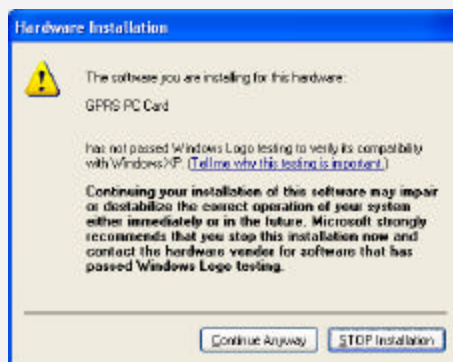 Hardware Installation
The software you are installing for this hardware:
GPRS PC Card
has not passed Windows Logo testing to verify its compatibility
with Windows XP. (Tell me why this testing is important.)
Continuing your installation of this software may impair
or destabilize the correct operation of your system
either immediately or in the future. Microsoft strongly
recommends that you stop this installation now and
contact the hardware vendor for software that has
passed Windows Logo testing.
Continue Anyway
STOP Installation